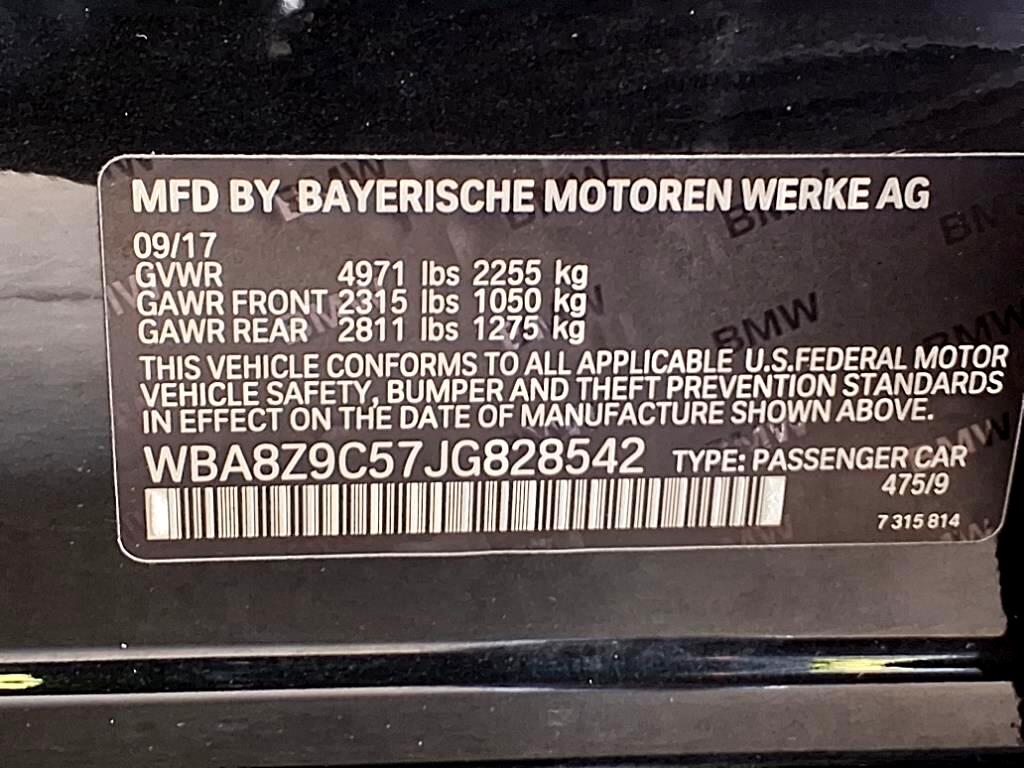 MFD BY BAYERISCHE MOTOREN WERKE AG
09/17
GVWR 4971 lbs 2255 kg
GAWR FRONT 2315 lbs 1050 kg
GAWR REAR 2811 lbs 1275 kg
THIS VEHICLE CONFORMS TO ALL APPLICABLE U.S.FEDERAL MOTOR
VEHICLE SAFETY, BUMPER AND THEFT PREVENTION STANDARDS
IN EFFECT ON THE DATE OF MANUFACTURE SHOWN ABOVE.
WBA8Z9C57JG828542 TYPE: PASSENGER CAR
475/9
7 315 814